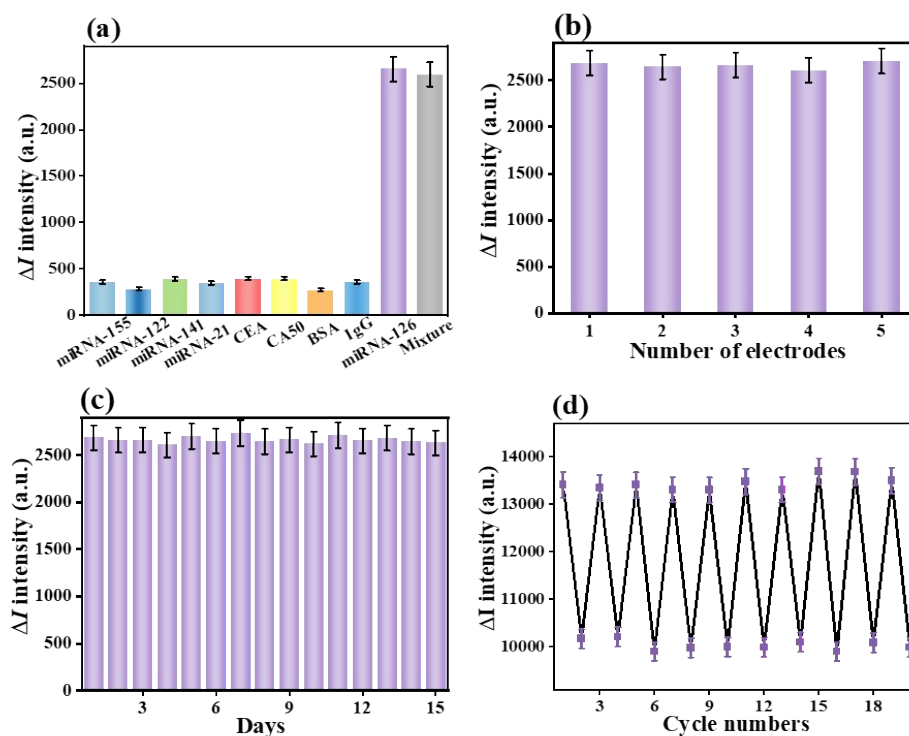 (a)
ΔI intensity (a.u.)
2500
2000
1500
1000
500
0
miRNA-155
miRNA-122
miRNA-141
miRNA-21
CEA
CA50
BSA
IgG
miRNA-126
Mixture
(b)
ΔI intensity (a.u.)
2500
2000
1500
1000
500
0
1 2 3 4 5
Number of electrodes
(c)
ΔI intensity (a.u.)
2500
2000
1500
1000
500
0
3 6 9 12 15
Days
(d)
ΔI intensity (a.u.)
14000
13000
12000
11000
10000
3 6 9 12 15 18
Cycle numbers